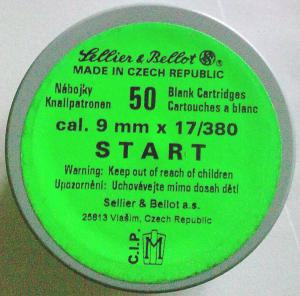 Sellier & Bellot S&B
MADE IN CZECH REPUBLIC
Nábojky 50 Blank Cartridges
Knallpatronen Cartouches a blanc
cal. 9 mm x 17/380
START
Warning: Keep out of reach of children
Upozornění: Uchovávejte mimo dosah dětí
Sellier & Bellot a.s.
25813 Vlašim, Czech Republic
C.I.P.